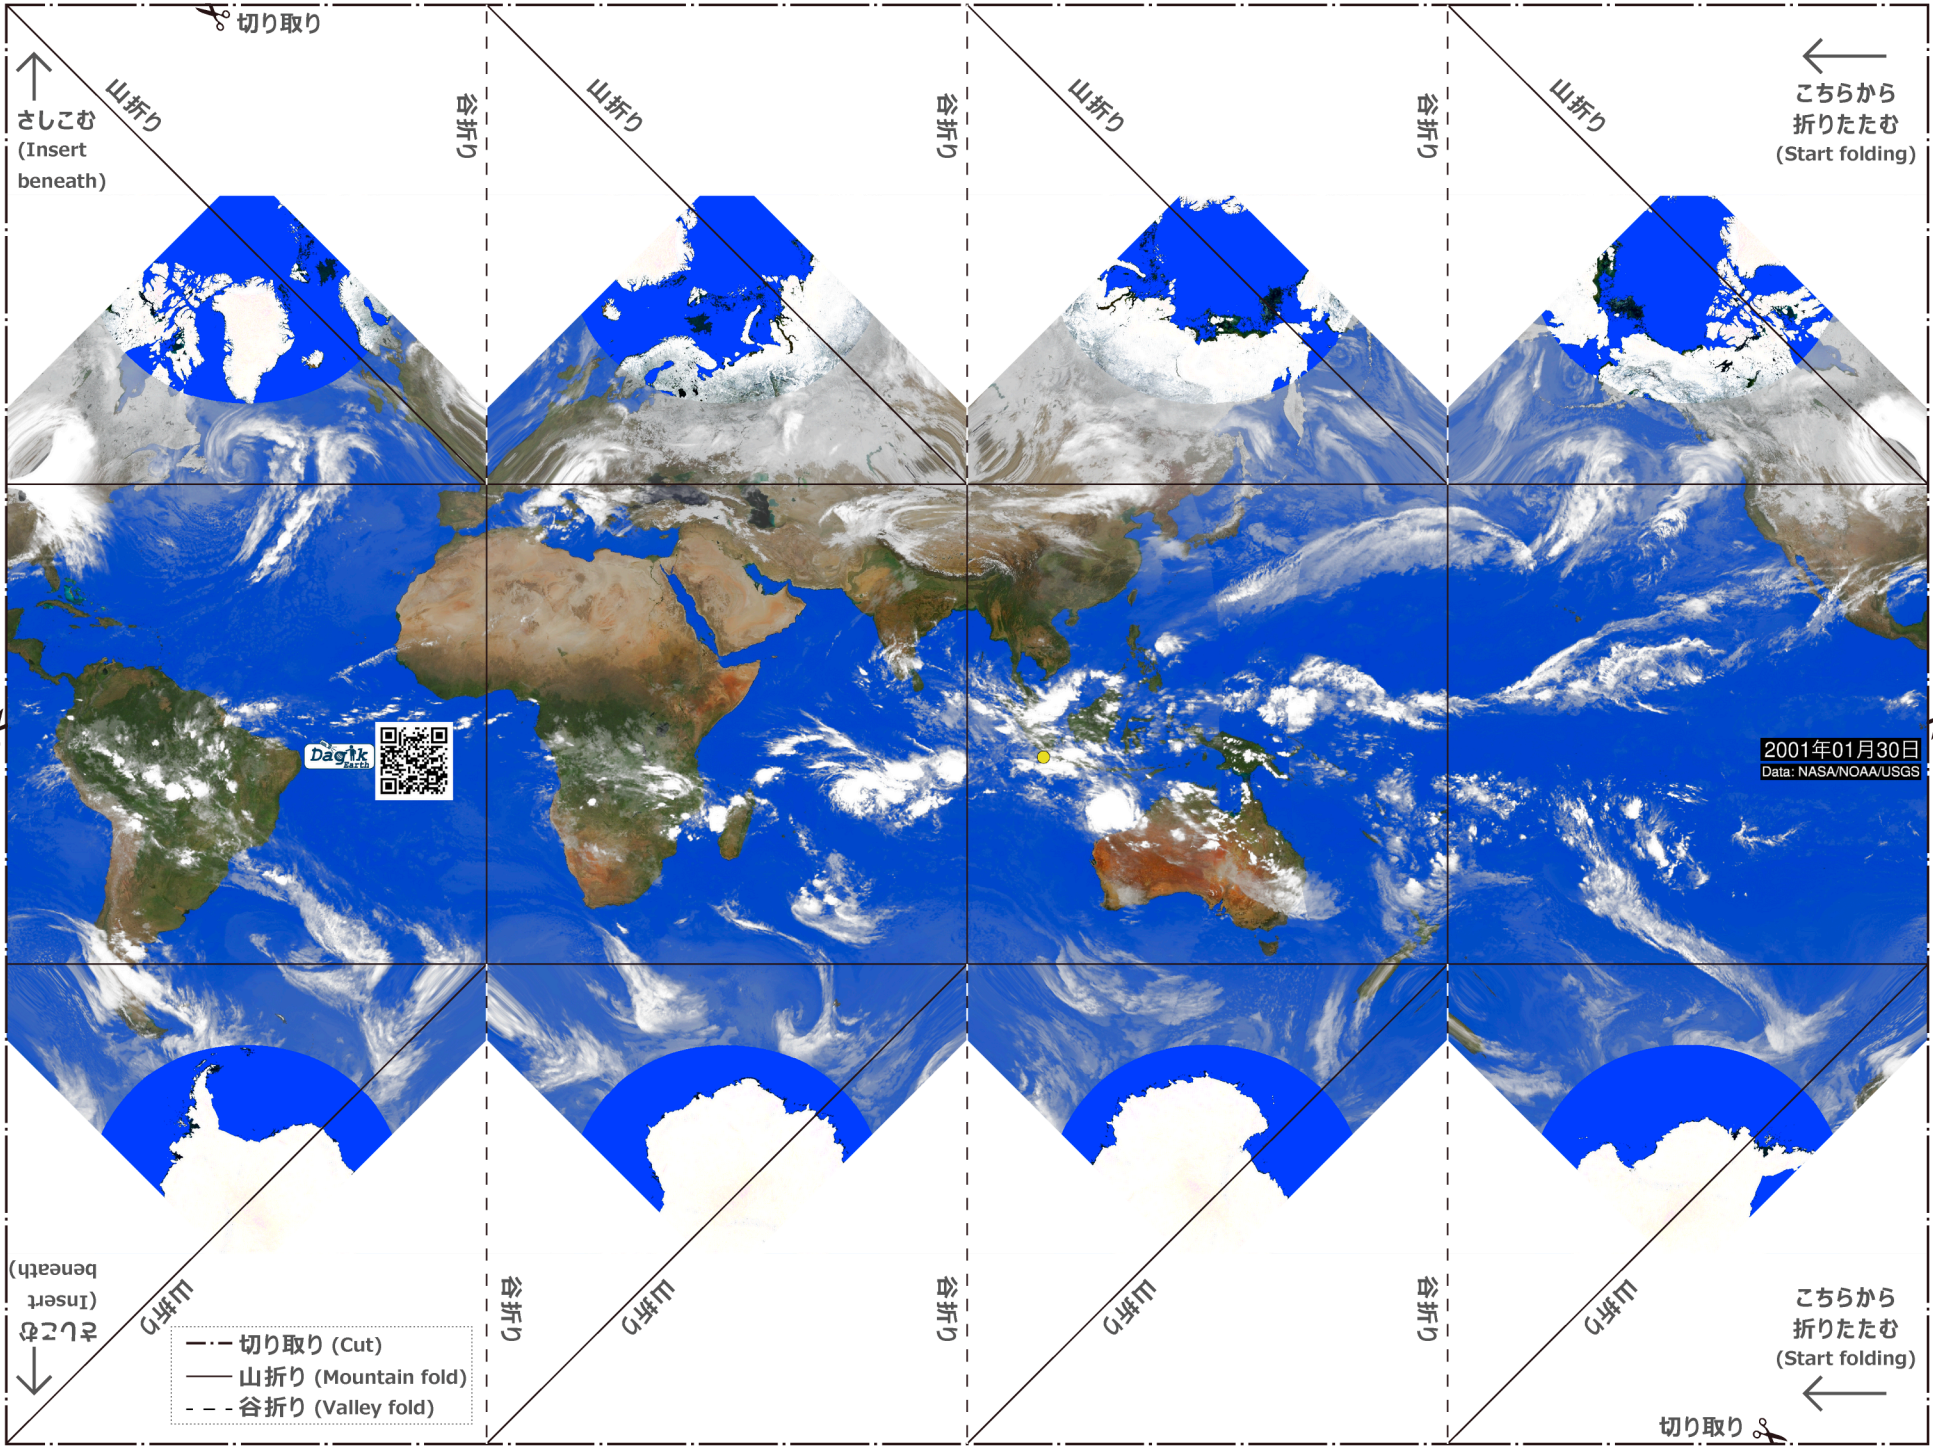 切り取り
山折り
谷折り
山折り
谷折り
山折り
谷折り
山折り
さしこむ
(Insert
beneath)
こちらから
折りたたむ
(Start folding)
Dagik
Earth
2001年01月30日
Data: NASA/NOAA/USGS
さしこむ
(Insert
beneath)
山折り
谷折り
山折り
谷折り
山折り
谷折り
山折り
こちらから
折りたたむ
(Start folding)
切り取り (Cut)
山折り (Mountain fold)
谷折り (Valley fold)
切り取り